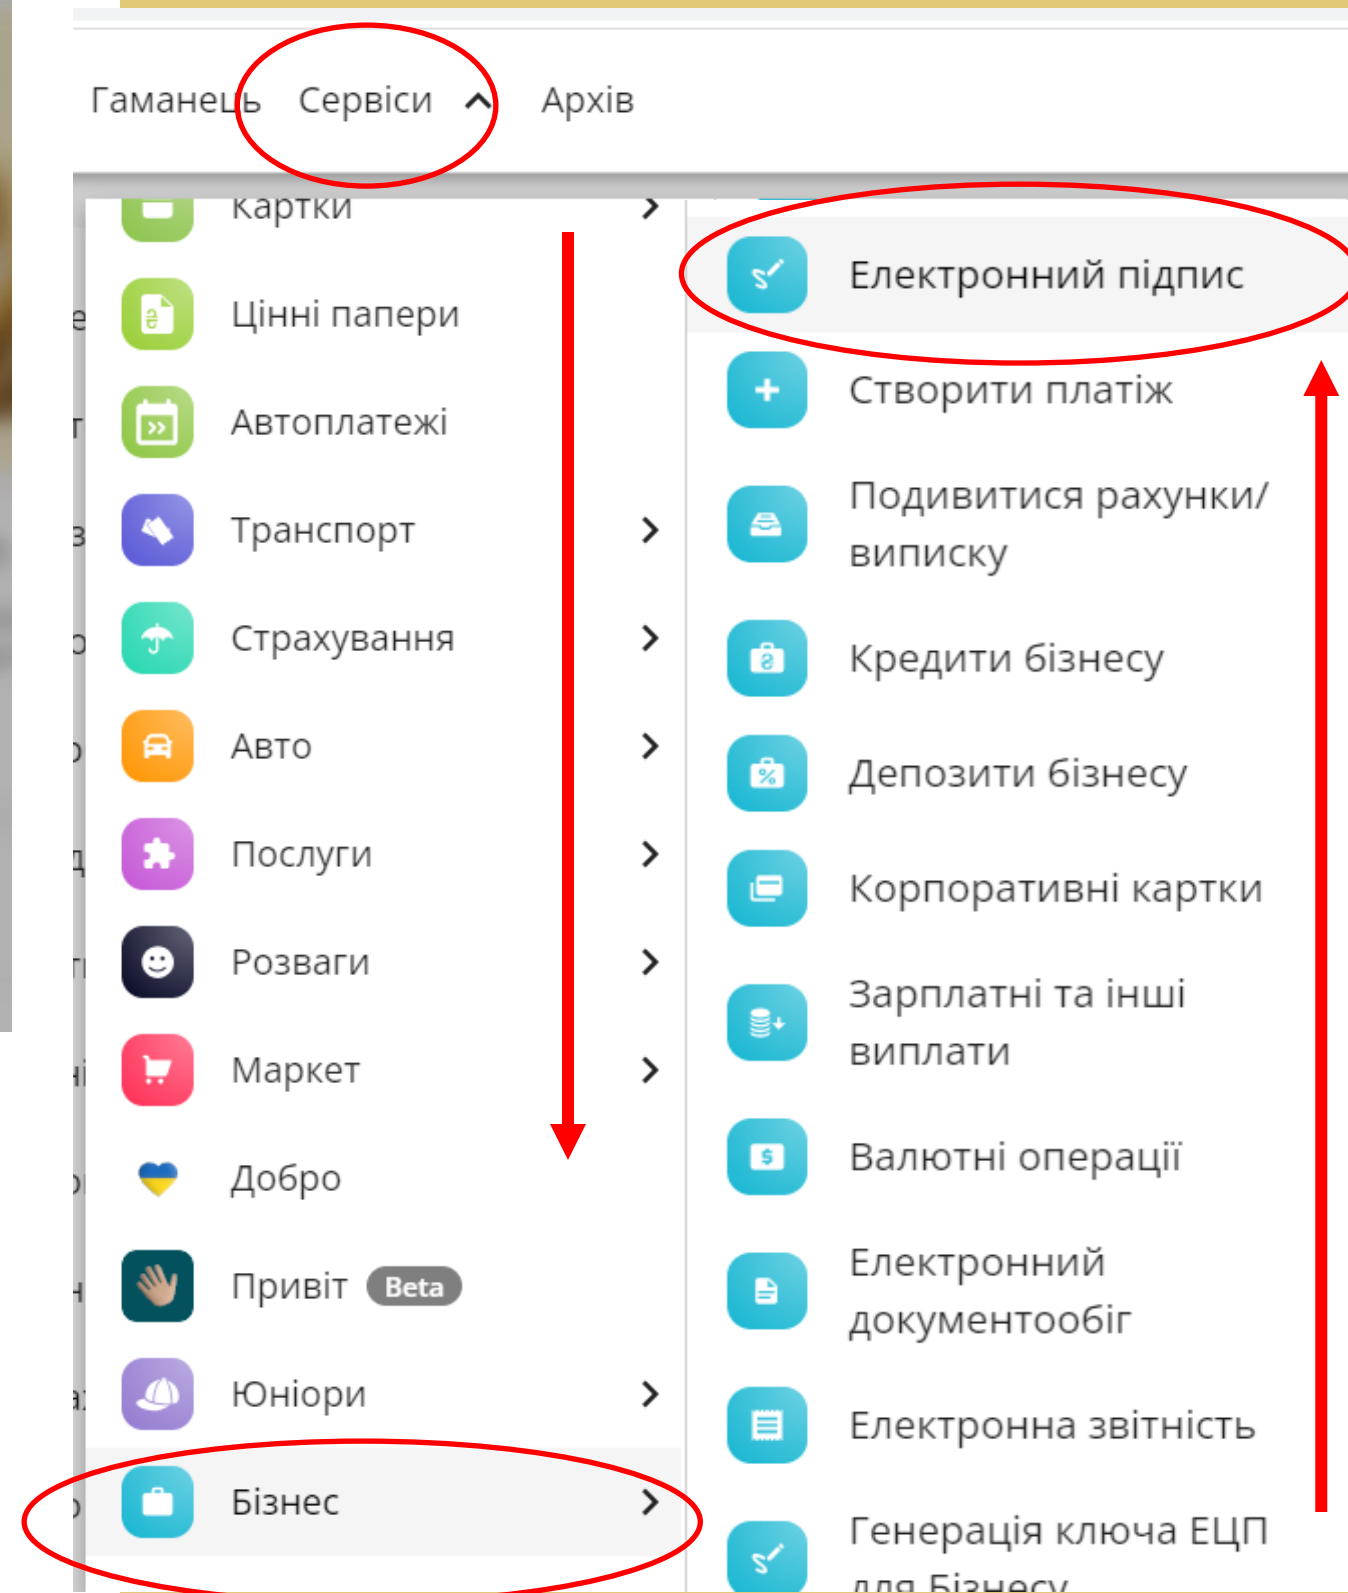 Гаманець Сервіси Архів
Картки
Цінні папери
Автоплатежі
Транспорт
Страхування
Авто
Послуги
Розваги
Маркет
Добро
Привіт Beta
Юніори
Бізнес
Електронний підпис
Створити платіж
Подивитися рахунки/
виписку
Кредити бізнесу
Депозити бізнесу
Корпоративні картки
Зарплатні та інші
виплати
Валютні операції
Електронний
документообіг
Електронна звітність
Генерація ключа ЕЦП
для Бізнесу